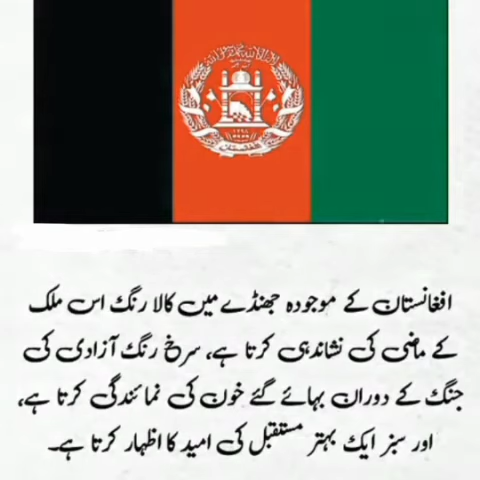 افغانستان
افغانستان کے موجودہ جھنڈے میں کالا رنگ اس ملک
کے ماضی کی نشاندہی کرتا ہے، سرخ رنگ آزادی کی
جنگ کے دوران بہائے گئے خون کی نمائندگی کرتا ہے،
اور سبز ایک بہتر مستقبل کی امید کا اظہار کرتا ہے۔